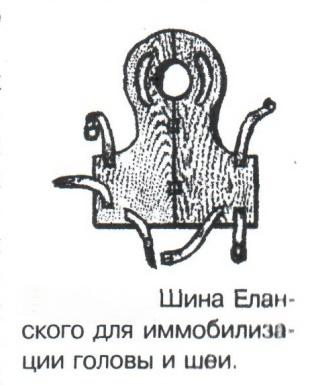 Шина Елан-
ского для иммобилиза-
ции головы и шеи.